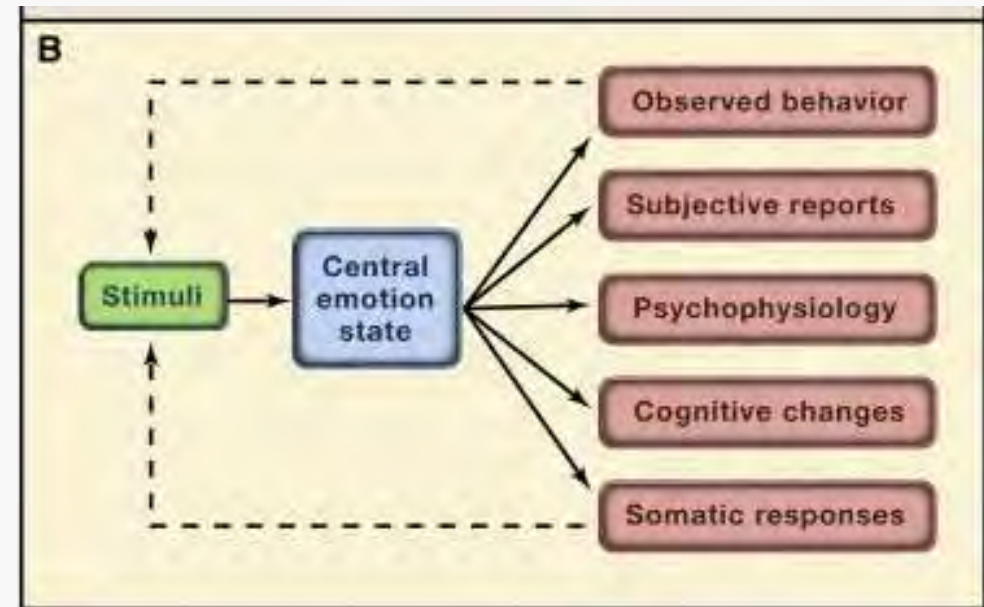 B
Observed behavior
Subjective reports
Stimuli
Central
emotion
state
Psychophysiology
Cognitive changes
Somatic responses